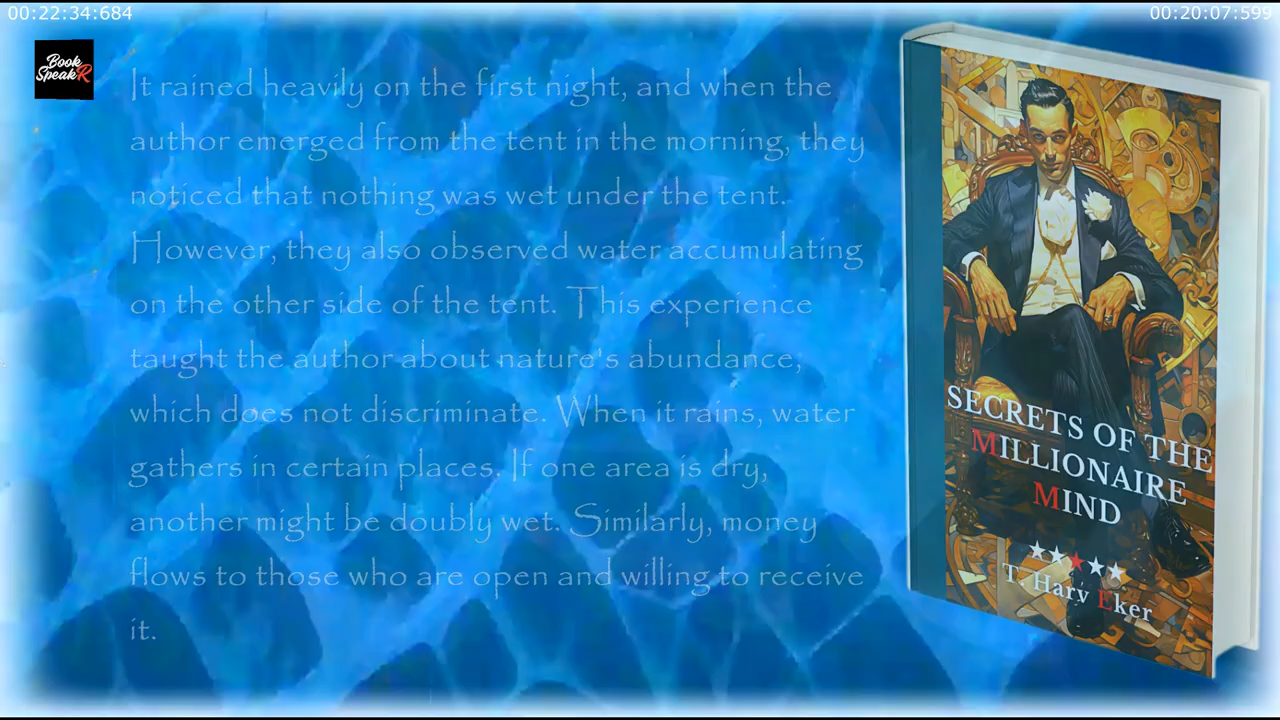 00:22:34:684
00:20:07:599
Book
SpeakR
It rained heavily on the first night, and when the
author emerged from the tent in the morning, they
noticed that nothing was wet under the tent.
However, they also observed water accumulating
on the other side of the tent. This experience
taught the author about nature's abundance,
which does not discriminate. When it rains, water
gathers in certain places. If one area is dry,
another might be doubly wet. Similarly, money
flows to those who are open and willing to receive
it.
SECRETS OF THE
MILLIONAIRE
MIND
T. Harv Eker